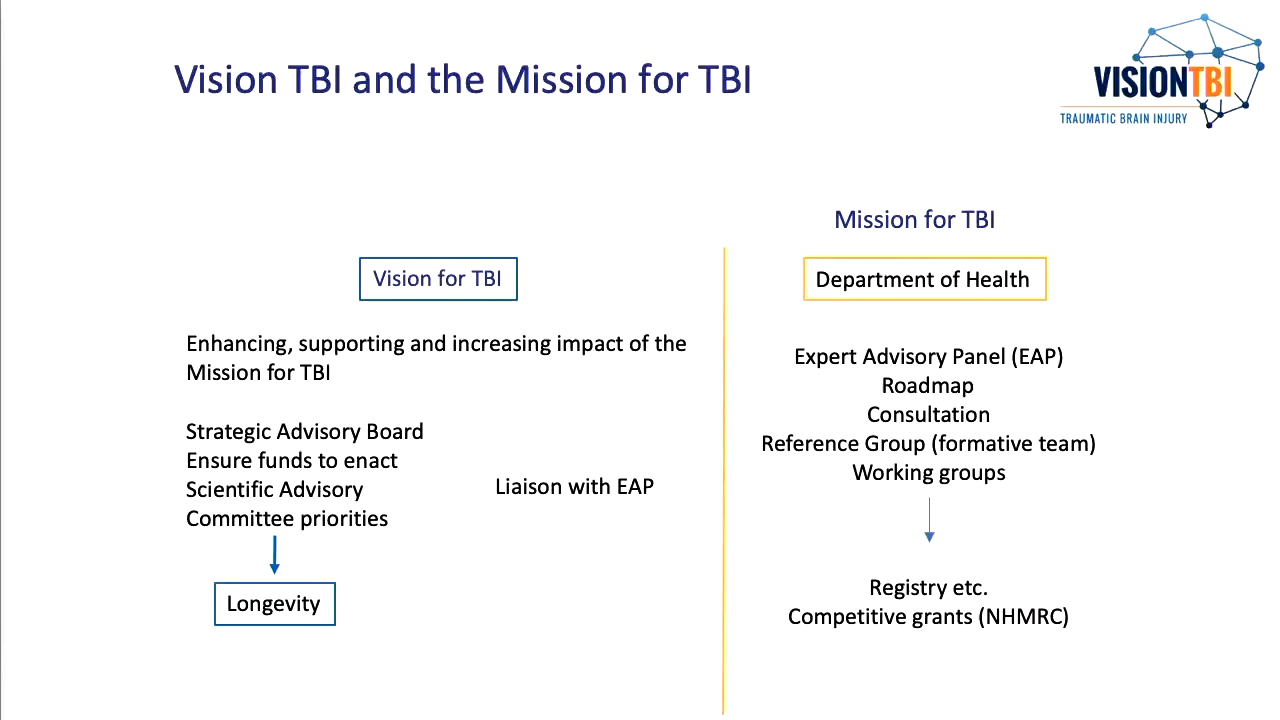 Vision TBI and the Mission for TBI
VISIONTBI
TRAUMATIC BRAIN INJURY
Vision for TBI
Enhancing, supporting and increasing impact of the
Mission for TBI
Strategic Advisory Board
Ensure funds to enact
Scientific Advisory
Committee priorities
Liaison with EAP
Longevity
Mission for TBI
Department of Health
Expert Advisory Panel (EAP)
Roadmap
Consultation
Reference Group (formative team)
Working groups
Registry etc.
Competitive grants (NHMRC)